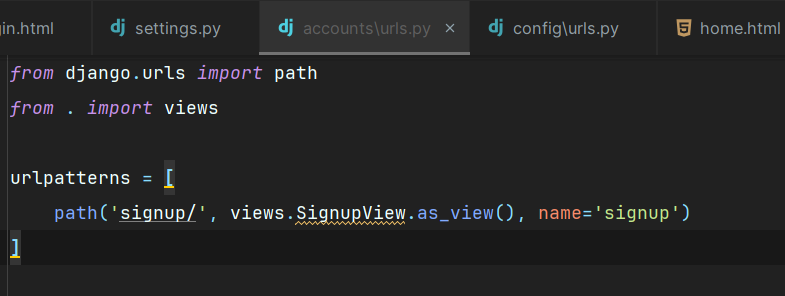 gin.html settings.py accounts\urls.py × config\urls.py home.html
from django.urls import path
from . import views
urlpatterns = [
    path('signup/', views.SignupView.as_view(), name='signup')
]